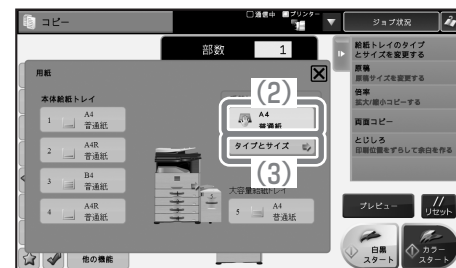 コピー
通信中
プリンター
ジョブ状況
部数
1
給紙トレイのタイプ
とサイズを変更する
原稿
原稿サイズを変更する
倍率
拡大/縮小コピーする
両面コピー
とじしろ
印刷位置をずらして余白を作る
用紙
本体給紙トレイ
1
A4
普通紙
2
A4R
普通紙
3
B4
普通紙
4
A4R
普通紙
(2)
A4
普通紙
タイプとサイズ
(3)
大容量給紙トレイ
5
A4
普通紙
プレビュー
リセット
他の機能
白黒
スタート
カラー
スタート